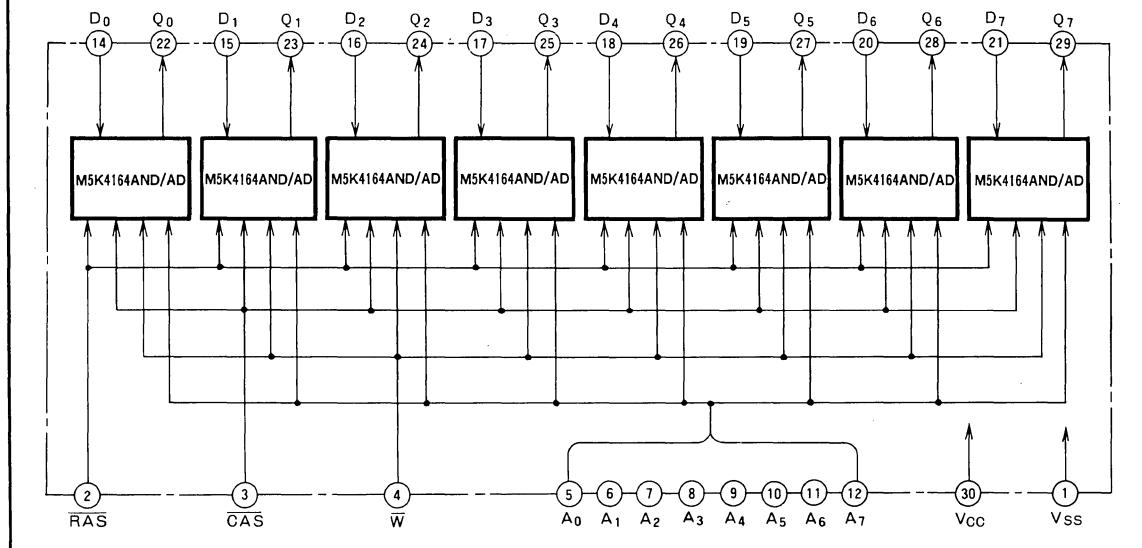 D0 Q0 D1 Q1 D2 Q2 D3 Q3 D4 Q4 D5 Q5 D6 Q6 D7 Q7
14 22 15 23 16 24 17 25 18 26 19 27 20 28 21 29
M5K4164AND/AD M5K4164AND/AD M5K4164AND/AD M5K4164AND/AD M5K4164AND/AD M5K4164AND/AD M5K4164AND/AD M5K4164AND/AD
2 3 4 5 6 7 8 9 10 11 12 30 1
R̅A̅S̅ C̅A̅S̅ W̅ A0 A1 A2 A3 A4 A5 A6 A7 VCC VSS